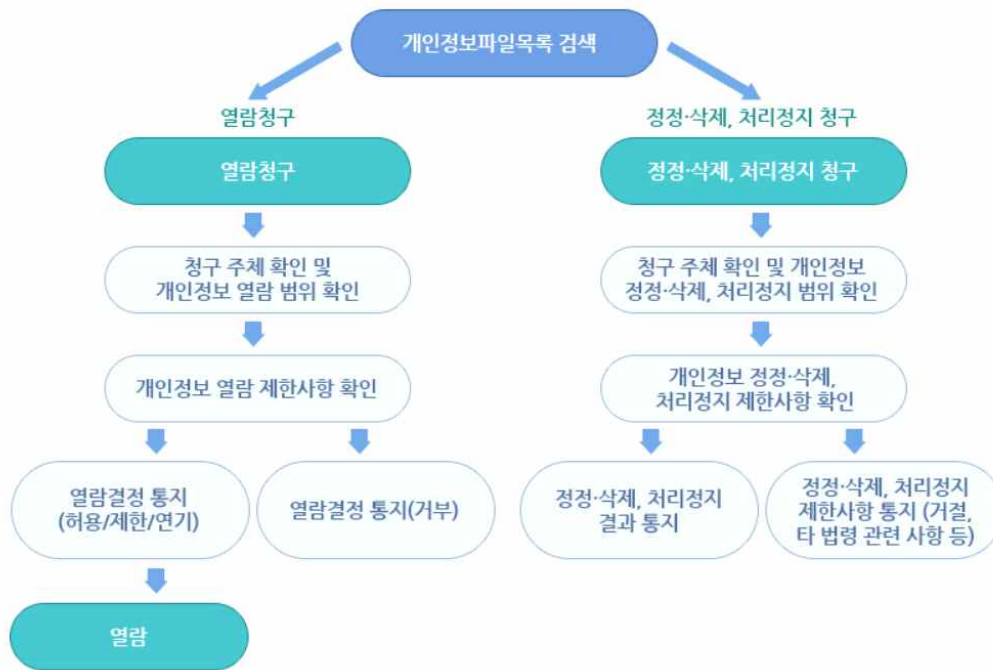 개인정보파일목록 검색
열람청구
열람청구
청구 주체 확인 및
개인정보 열람 범위 확인
개인정보 열람 제한사항 확인
열람결정 통지
(허용/제한/연기)
열람결정 통지(거부)
열람
정정·삭제, 처리정지 청구
정정·삭제, 처리정지 청구
청구 주체 확인 및 개인정보
정정·삭제, 처리정지 범위 확인
개인정보 정정·삭제,
처리정지 제한사항 확인
정정·삭제, 처리정지
결과 통지
정정·삭제, 처리정지
제한사항 통지 (거절,
타 법령 관련 사항 등)